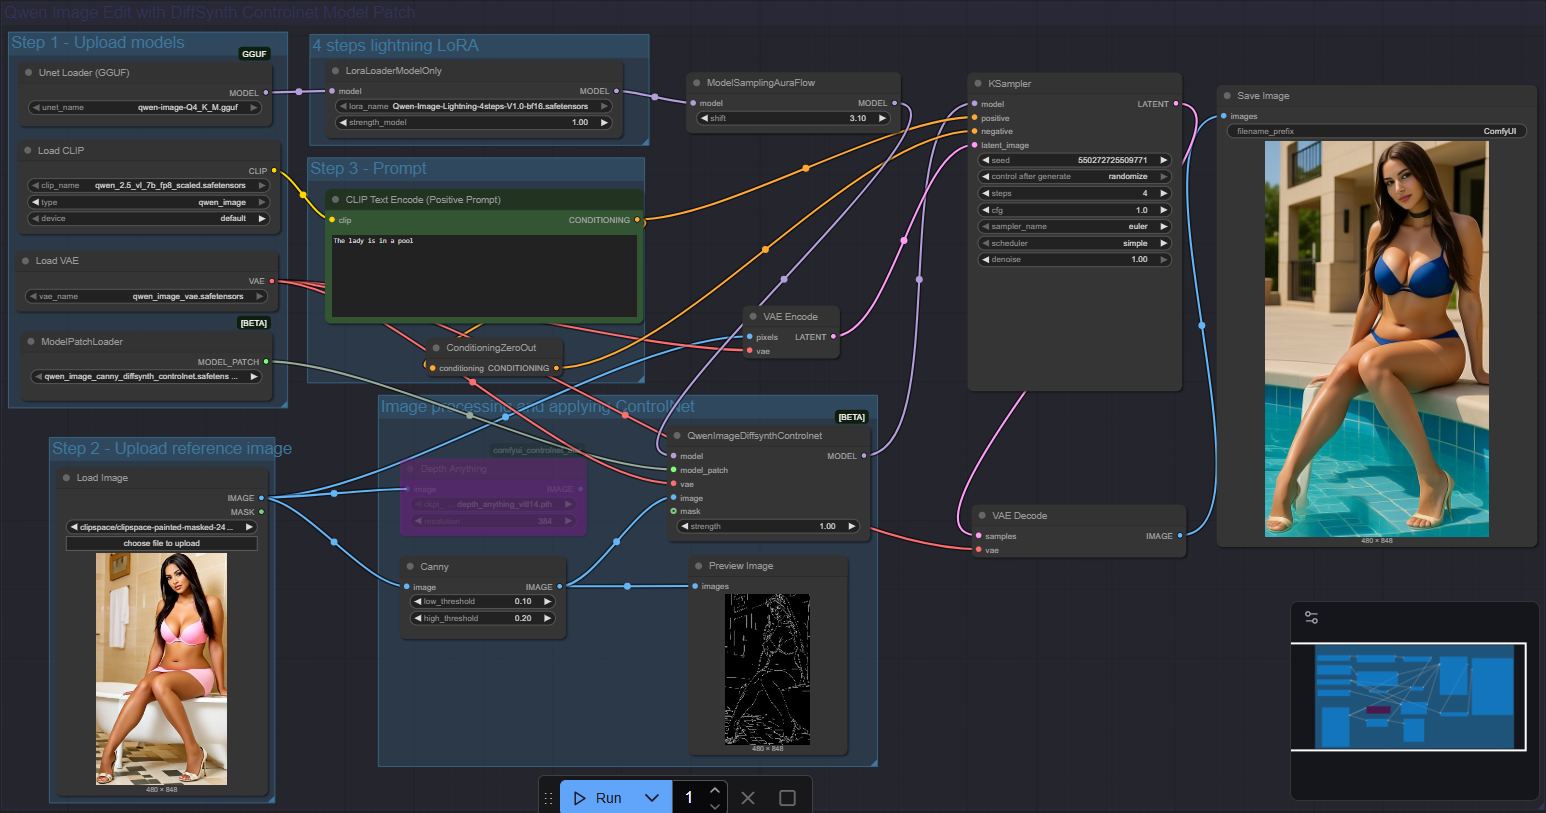 Qwen Image Edit with DiffSynth Controlnet Model Patch
Step 1 - Upload models
GGUF
Unet Loader (GGUF)
MODEL
unet_name qwen-image-Q4_K_M.gguf
Load CLIP
CLIP
clip_name qwen_2.5_vl_7b_fp8_scaled.safetensors
type qwen_image
device default
Load VAE
VAE
vae_name qwen_image_vae.safetensors
[BETA]
ModelPatchLoader
MODEL_PATCH
qwen_image_canny_diffsynth_controlnet.safetens ...
Step 2 - Upload reference image
Load Image
IMAGE
MASK
clipspace/clipspace-painted-masked-24 ...
choose file to upload
480 × 848
4 steps lightning LoRA
LoraLoaderModelOnly
model MODEL
lora_name Qwen-Image-Lightning-4steps-V1.0-bf16.safetensors
strength_model 1.00
Step 3 - Prompt
CLIP Text Encode (Positive Prompt)
clip CONDITIONING
The lady is in a pool
ConditioningZeroOut
conditioning CONDITIONING
Image processing and applying ControlNet
Depth Anything
image IMAGE
depth_anything_vitl14.pth
resolution 384
Canny
image IMAGE
low_threshold 0.10
high_threshold 0.20
[BETA]
QwenImageDiffsynthControlnet
model MODEL
model_patch
vae
image
mask
strength 1.00
Preview Image
images
480 × 848
ModelSamplingAuraFlow
model MODEL
shift 3.10
VAE Encode
pixels LATENT
vae
KSampler
model LATENT
positive
negative
latent_image
seed 550272725509771
control after generate randomize
steps 4
cfg 1.0
sampler_name euler
scheduler simple
denoise 1.00
VAE Decode
samples IMAGE
vae
Save Image
images
filename_prefix ComfyUI
480 × 848
Run 1